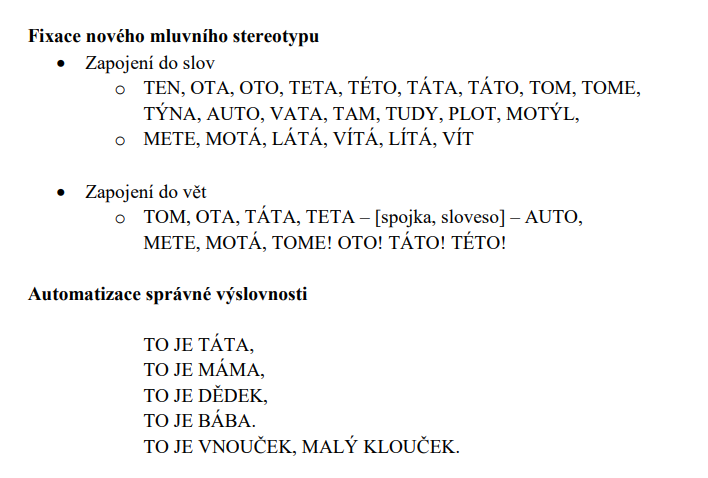 Fixace nového mluvního stereotypu
• Zapojení do slov
o TEN, OTA, OTO, TETA, TÉTO, TÁTA, TÁTO, TOM, TOME,
TÝNA, AUTO, VATA, TAM, TUDY, PLOT, MOTÝL,
o METE, MOTÁ, LÁTÁ, VÍTÁ, LÍTÁ, VÍT
• Zapojení do vět
o TOM, OTA, TÁTA, TETA – [spojka, sloveso] – AUTO,
METE, MOTÁ, TOME! OTO! TÁTO! TÉTO!
Automatizace správné výslovnosti
TO JE TÁTA,
TO JE MÁMA,
TO JE DĚDEK,
TO JE BÁBA.
TO JE VNOUČEK, MALÝ KLOUČEK.